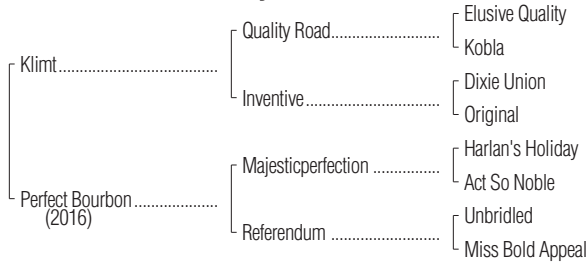 Elusive Quality
Quality Road
Kobla
Klimt
Dixie Union
Inventive
Original
Harlan's Holiday
Majesticperfection
Act So Noble
Perfect Bourbon
(2016)
Unbridled
Referendum
Miss Bold Appeal